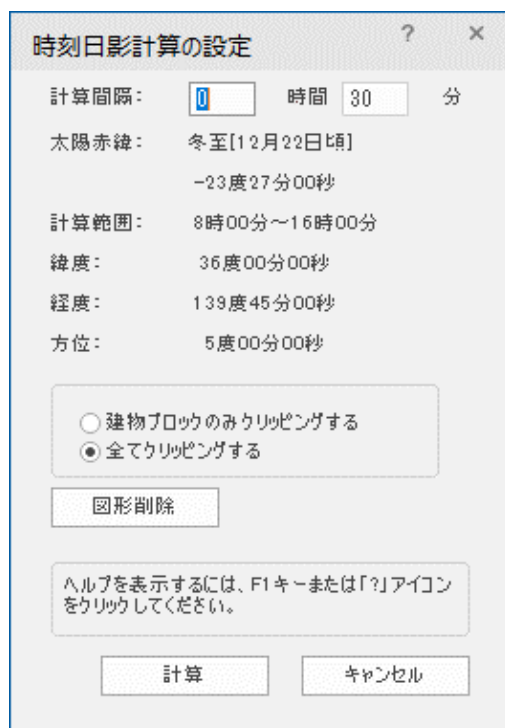 時刻日影計算の設定 ? ×
計算間隔： 0 時間 30 分
太陽赤緯： 冬至[12月22日頃]
-23度27分00秒
計算範囲： 8時00分～16時00分
緯度： 36度00分00秒
経度： 139度45分00秒
方位： 5度00分00秒
建物ブロックのみクリッピングする
全てクリッピングする
図形削除
ヘルプを表示するには、F1キーまたは「?」アイコン
をクリックしてください。
計算 キャンセル